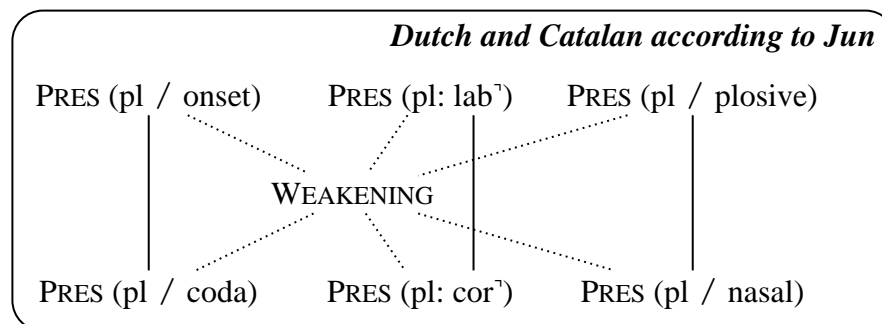 Dutch and Catalan according to Jun
PRES (pl / onset) PRES (pl: lab̚) PRES (pl / plosive)
WEAKENING
PRES (pl / coda) PRES (pl: cor̚) PRES (pl / nasal)